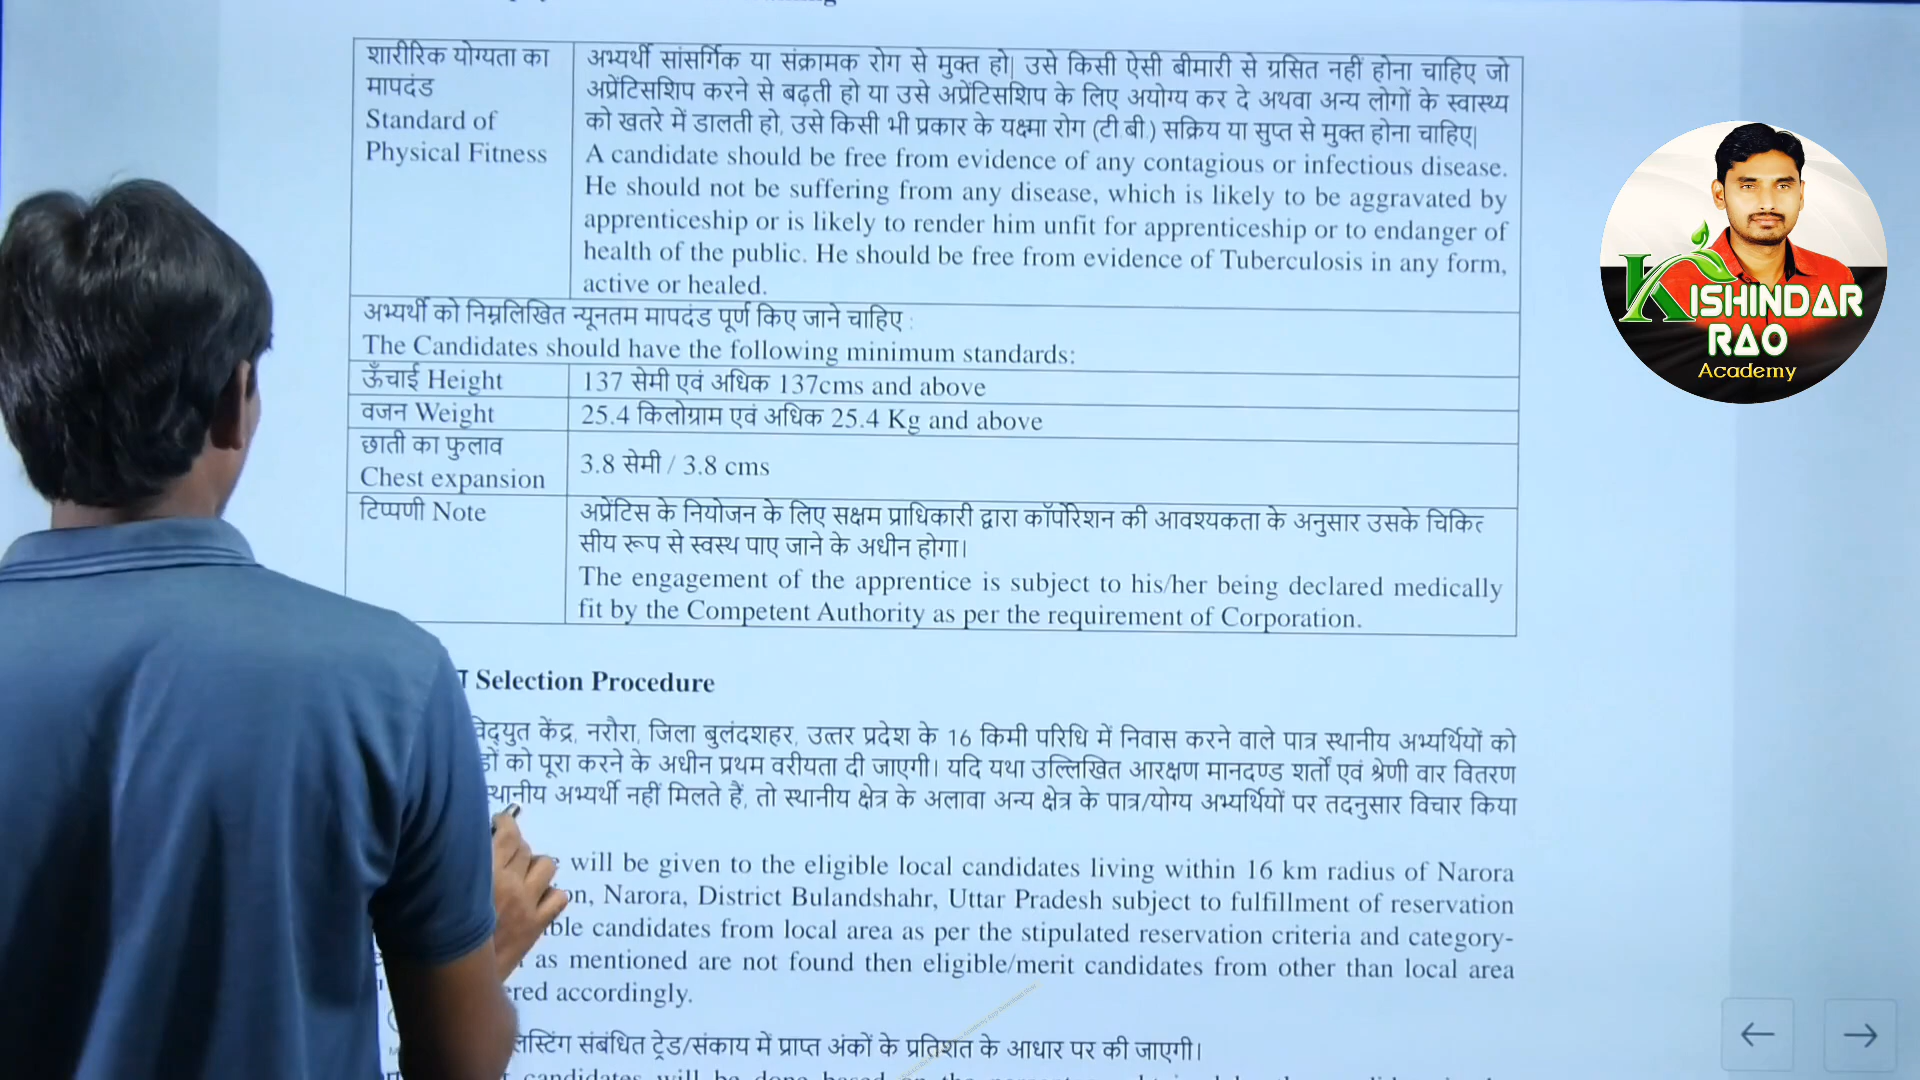 शारीरिक योग्यता का
मापदंड
Standard of
Physical Fitness
अभ्यर्थी सांसर्गिक या संक्रामक रोग से मुक्त हो| उसे किसी ऐसी बीमारी से ग्रसित नहीं होना चाहिए जो
अप्रेंटिसशिप करने से बढ़ती हो या उसे अप्रेंटिसशिप के लिए अयोग्य कर दे अथवा अन्य लोगों के स्वास्थ्य
को खतरे में डालती हो, उसे किसी भी प्रकार के यक्ष्मा रोग (टी.बी.) सक्रिय या सुप्त से मुक्त होना चाहिए|
A candidate should be free from evidence of any contagious or infectious disease.
He should not be suffering from any disease, which is likely to be aggravated by
apprenticeship or is likely to render him unfit for apprenticeship or to endanger of
health of the public. He should be free from evidence of Tuberculosis in any form,
active or healed.
अभ्यर्थी को निम्नलिखित न्यूनतम मापदंड पूर्ण किए जाने चाहिए :
The Candidates should have the following minimum standards:
ऊँचाई Height
137 सेमी एवं अधिक 137cms and above
वजन Weight
25.4 किलोग्राम एवं अधिक 25.4 Kg and above
छाती का फुलाव
Chest expansion
3.8 सेमी / 3.8 cms
टिप्पणी Note
अप्रेंटिस के नियोजन के लिए सक्षम प्राधिकारी द्वारा कॉर्पोरेशन की आवश्यकता के अनुसार उसके चिकित्
सीय रूप से स्वस्थ पाए जाने के अधीन होगा।
The engagement of the apprentice is subject to his/her being declared medically
fit by the Competent Authority as per the requirement of Corporation.
Selection Procedure
विद्युत केंद्र, नरौरा, जिला बुलंदशहर, उत्तर प्रदेश के 16 किमी परिधि में निवास करने वाले पात्र स्थानीय अभ्यर्थियों को
को पूरा करने के अधीन प्रथम वरीयता दी जाएगी। यदि यथा उल्लिखित आरक्षण मानदण्ड शर्तों एवं श्रेणी वार वितरण
स्थानीय अभ्यर्थी नहीं मिलते हैं, तो स्थानीय क्षेत्र के अलावा अन्य क्षेत्र के पात्र/योग्य अभ्यर्थियों पर तदनुसार विचार किया
will be given to the eligible local candidates living within 16 km radius of Narora
Narora, District Bulandshahr, Uttar Pradesh subject to fulfillment of reservation
candidates from local area as per the stipulated reservation criteria and category-
as mentioned are not found then eligible/merit candidates from other than local area
accordingly.
संबंधित ट्रेड/संकाय में प्राप्त अंकों के प्रतिशत के आधार पर की जाएगी।
candidates will be done based on the
KISHINDAR
RAO
Academy